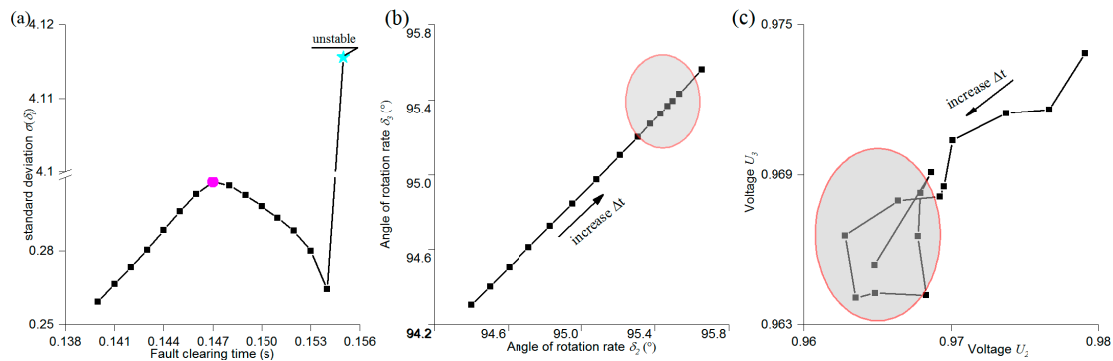 (a)
4.12
4.11
4.1
0.28
0.25
standard deviation σ(δ)
unstable
0.138
0.141
0.144
0.147
0.150
0.153
0.156
Fault clearing time (s)
(b)
95.8
95.4
95.0
94.6
94.2
Angle of rotation rate δ3 (°)
increase Δt
94.2
94.6
95.0
95.4
95.8
Angle of rotation rate δ2 (°)
(c)
0.975
0.969
0.963
Voltage U3
increase Δt
0.96
0.97
0.98
Voltage U2